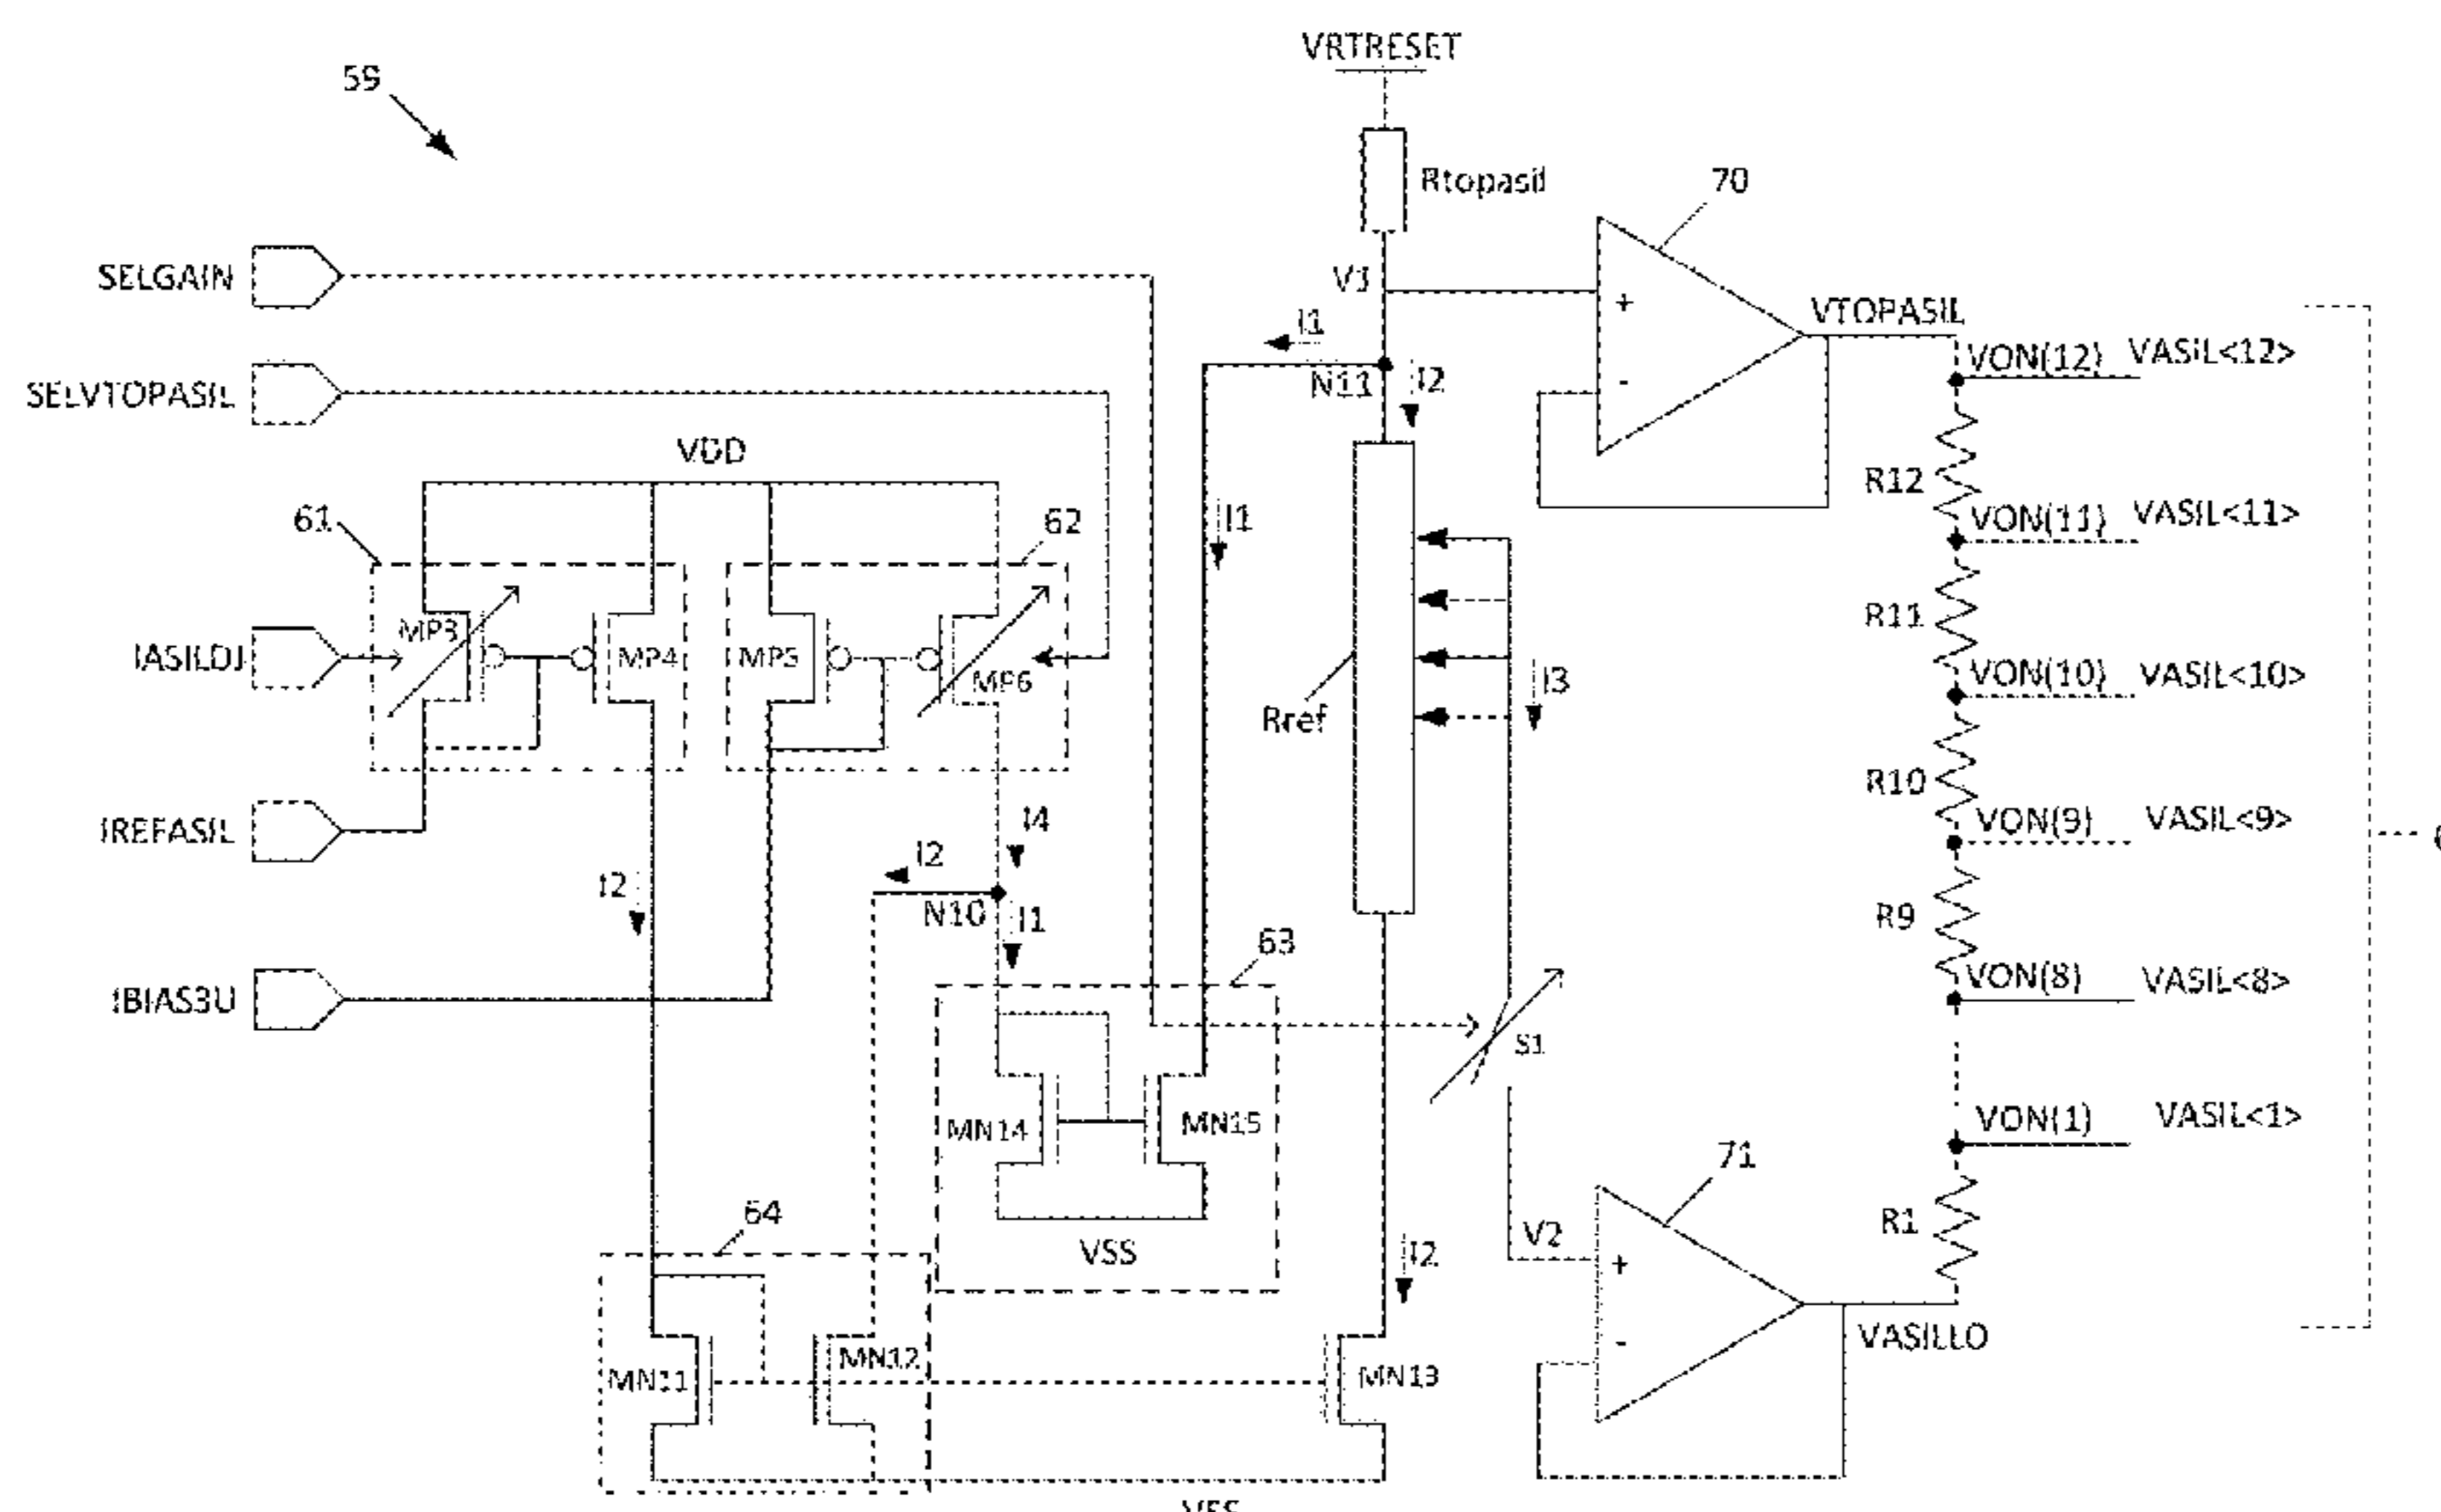 VRTRESET
59
Rtopasil
70
SELGAIN
V1
+
-
VTOPASIL
VON(12) VASIL<12>
I1
N11
I2
SELVTOPASIL
VDD
R12
61
62
I1
VON(11) VASIL<11>
R11
IASILDJ
MP3
MP4
MP5
MP6
I3
VON(10) VASIL<10>
Rref
R10
IREFASIL
I4
VON(9) VASIL<9>
I2
I2
N10
I1
R9
63
VON(8) VASIL<8>
IBIAS3U
S1
MN14
MN15
VON(1) VASIL<1>
71
64
VSS
V2
I2
R1
+
-
VASILLO
MN11
MN12
MN13